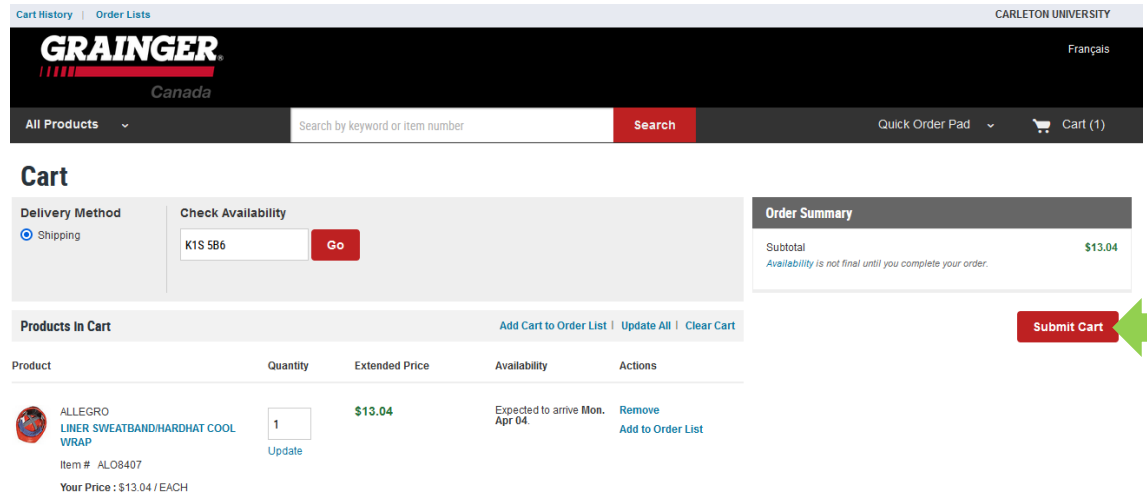 Cart History | Order Lists
CARLETON UNIVERSITY
GRAINGER®
Canada
Français
All Products
Search by keyword or item number
Search
Quick Order Pad
Cart (1)
Cart
Delivery Method
Shipping
Check Availability
K1S 5B6
Go
Order Summary
Subtotal $13.04
Availability is not final until you complete your order.
Submit Cart
Products In Cart
Add Cart to Order List | Update All | Clear Cart
Product Quantity Extended Price Availability Actions
ALLEGRO
LINER SWEATBAND/HARDHAT COOL
WRAP
Item # ALO8407
Your Price : $13.04 / EACH
1
Update
$13.04
Expected to arrive Mon.
Apr 04.
Remove
Add to Order List